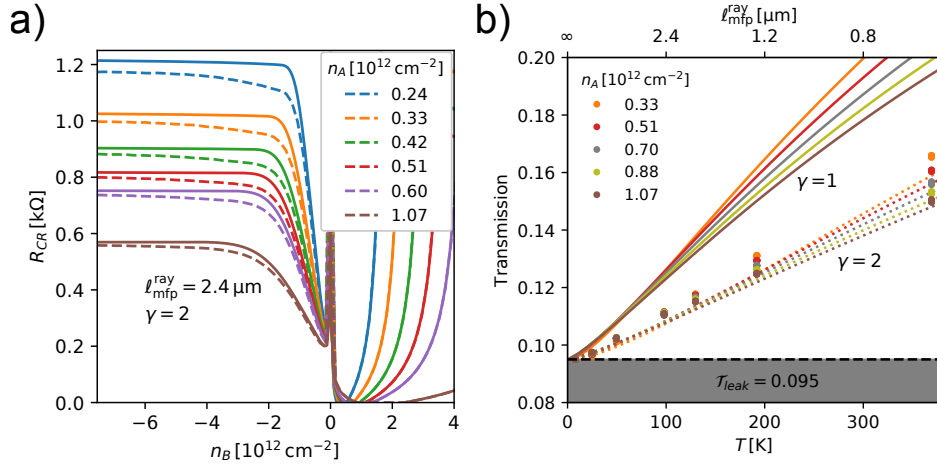 a)
R_CR [kΩ]
1.2
1.0
0.8
0.6
0.4
0.2
0.0
n_A [10^12 cm^−2]
0.24
0.33
0.42
0.51
0.60
1.07
ℓ_mfp^ray = 2.4 μm
γ = 2
−6 −4 −2 0 2 4
n_B [10^12 cm^−2]
b)
ℓ_mfp^ray [μm]
∞ 2.4 1.2 0.8
Transmission
0.20
0.18
0.16
0.14
0.12
0.10
0.08
n_A [10^12 cm^−2]
0.33
0.51
0.70
0.88
1.07
γ = 1
γ = 2
𝒯_leak = 0.095
0 100 200 300
T [K]